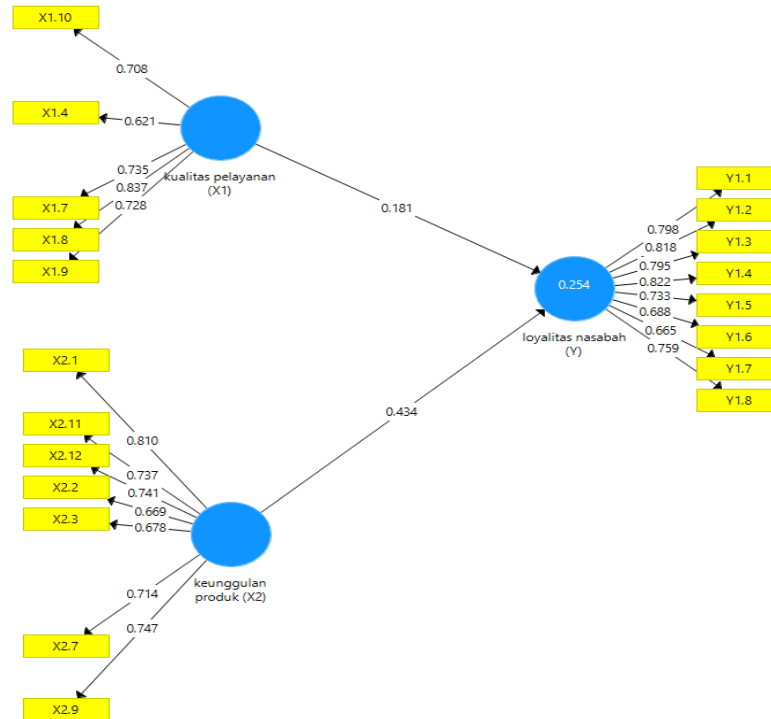 X1.10
0.708
X1.4
0.621
0.735
0.837
0.728
X1.7
X1.8
X1.9
kualitas pelayanan
(X1)
0.181
Y1.1
Y1.2
Y1.3
Y1.4
Y1.5
Y1.6
Y1.7
Y1.8
0.798
0.818
0.795
0.822
0.733
0.688
0.665
0.759
0.254
loyalitas nasabah
(Y)
X2.1
X2.11
X2.12
X2.2
X2.3
0.810
0.737
0.741
0.669
0.678
0.434
keunggulan
produk (X2)
0.714
0.747
X2.7
X2.9